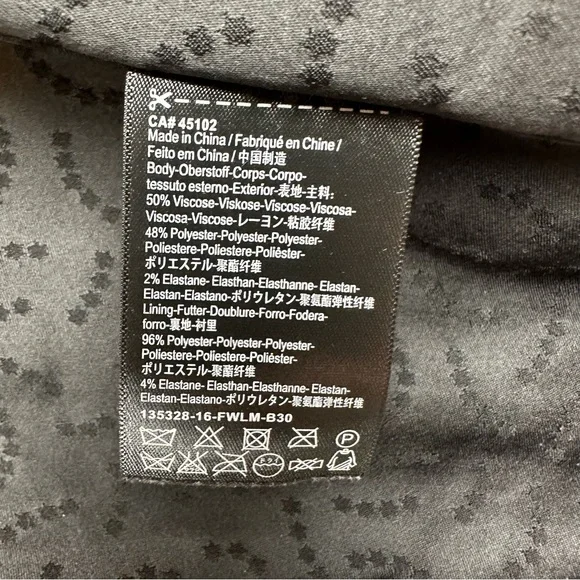 CA# 45102
Made in China / Fabriqué en Chine /
Feito em China / 中国制造
Body-Oberstoff-Corps-Corpo-
tessuto esterno-Exterior-表地-主料:
50% Viscose-Viskose-Viscose-Viscosa-
Viscosa-Viscose-レーヨン-粘胶纤维
48% Polyester-Polyester-Polyester-
Poliestere-Poliestere-Poliêster-
ポリエステル-聚酯纤维
2% Elastane- Elasthan-Elasthanne- Elastan-
Elastan-Elastano-ポリウレタン-聚氨酯弹性纤维
Lining-Futter-Doublure-Forro-Fodera-
forro-裏地-衬里
96% Polyester-Polyester-Polyester-
Poliestere-Poliestere-Poliéster-
ポリエステル-聚酯纤维
4% Elastane- Elasthan-Elasthanne- Elastan-
Elastan-Elastano-ポリウレタン-聚氨酯弹性纤维
135328-16-FWLM-B30
P